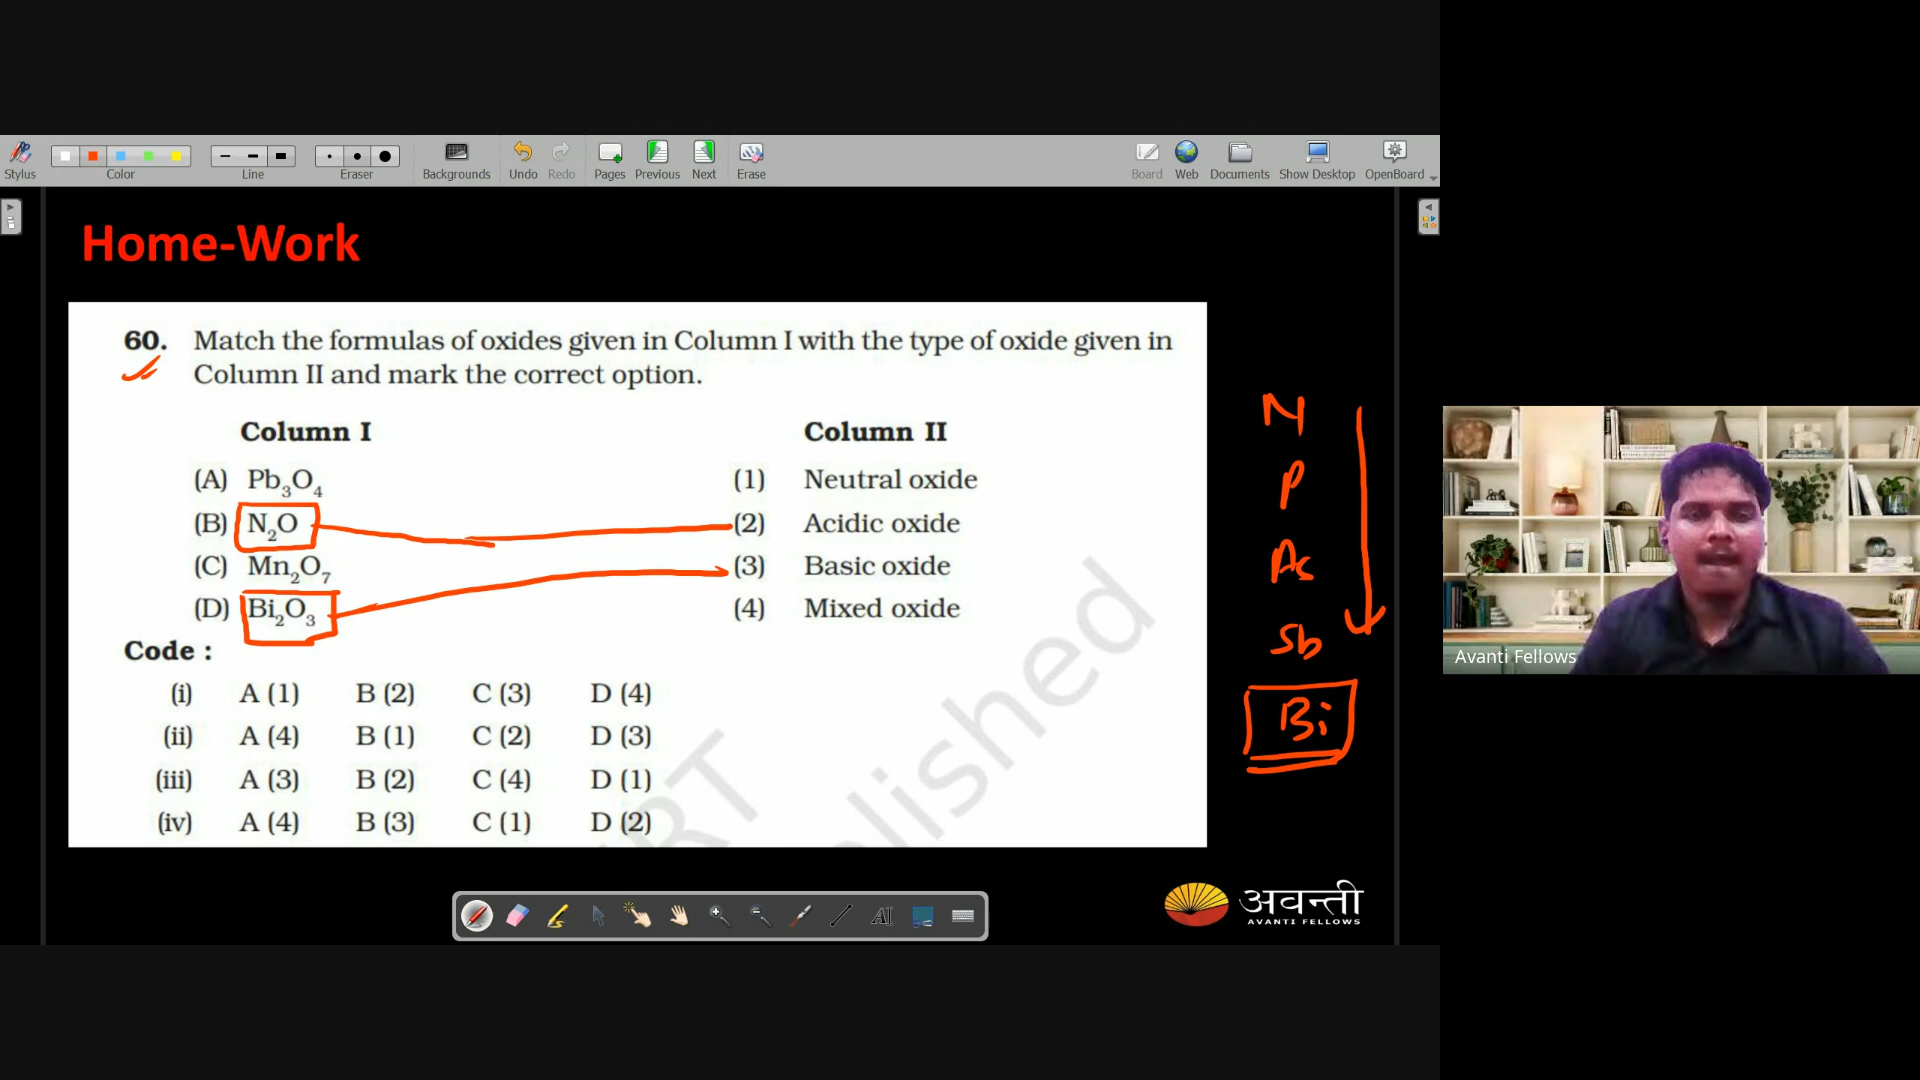 Stylus Color Line Eraser Backgrounds Undo Redo Pages Previous Next Erase Board Web Documents Show Desktop OpenBoard
Home-Work
60. Match the formulas of oxides given in Column I with the type of oxide given in
Column II and mark the correct option.
Column I Column II
(A) Pb₃O₄ (1) Neutral oxide
(B) N₂O (2) Acidic oxide
(C) Mn₂O₇ (3) Basic oxide
(D) Bi₂O₃ (4) Mixed oxide
Code :
(i) A (1) B (2) C (3) D (4)
(ii) A (4) B (1) C (2) D (3)
(iii) A (3) B (2) C (4) D (1)
(iv) A (4) B (3) C (1) D (2)
N
P
As
Sb
Bi
अवन्ती
AVANTI FELLOWS
Avanti Fellows